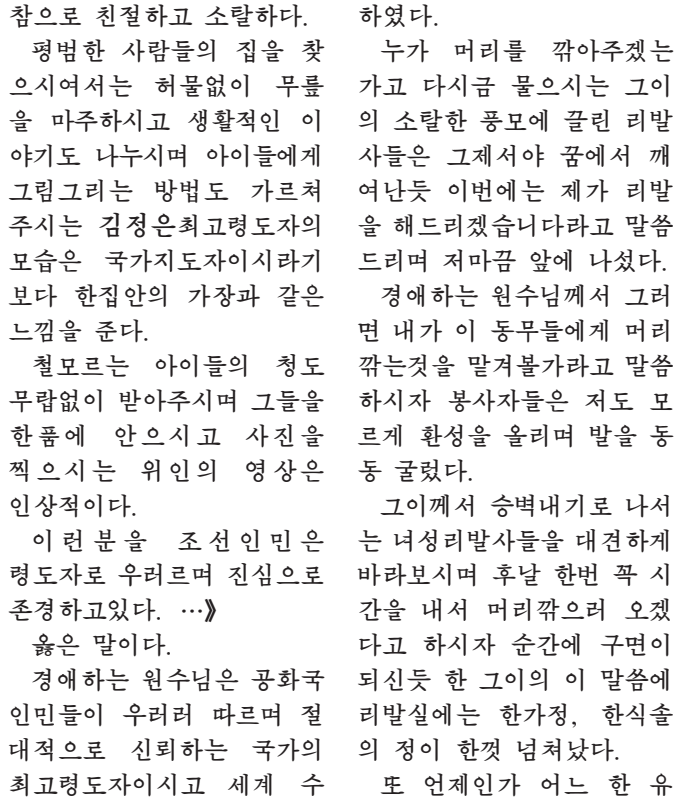 참으로 친절하고 소탈하다.
평범한 사람들의 집을 찾
으시여서는 허물없이 무릎
을 마주하시고 생활적인 이
야기도 나누시며 아이들에게
그림그리는 방법도 가르쳐
주시는 김정은최고령도자의
모습은 국가지도자이시라기
보다 한집안의 가장과 같은
느낌을 준다.
철모르는 아이들의 청도
무랍없이 받아주시며 그들을
한품에 안으시고 사진을
찍으시는 위인의 영상은
인상적이다.
이런분을 조선인민은
령도자로 우러르며 진심으로
존경하고있다. …》
옳은 말이다.
경애하는 원수님은 공화국
인민들이 우러러 따르며 절
대적으로 신뢰하는 국가의
최고령도자이시고 세계 수
하였다.
누가 머리를 깎아주겠는
가고 다시금 물으시는 그이
의 소탈한 풍모에 끌린 리발
사들은 그제서야 꿈에서 깨
여난듯 이번에는 제가 리발
을 해드리겠습니다라고 말씀
드리며 저마끔 앞에 나섰다.
경애하는 원수님께서 그러
면 내가 이 동무들에게 머리
깎는것을 맡겨볼가라고 말씀
하시자 봉사자들은 저도 모
르게 환성을 올리며 발을 동
동 굴렀다.
그이께서 승벽내기로 나서
는 녀성리발사들을 대견하게
바라보시며 후날 한번 꼭 시
간을 내서 머리깎으러 오겠
다고 하시자 순간에 구면이
되신듯 한 그이의 이 말씀에
리발실에는 한가정, 한식솔
의 정이 한껏 넘쳐났다.
또 언제인가 어느 한 유